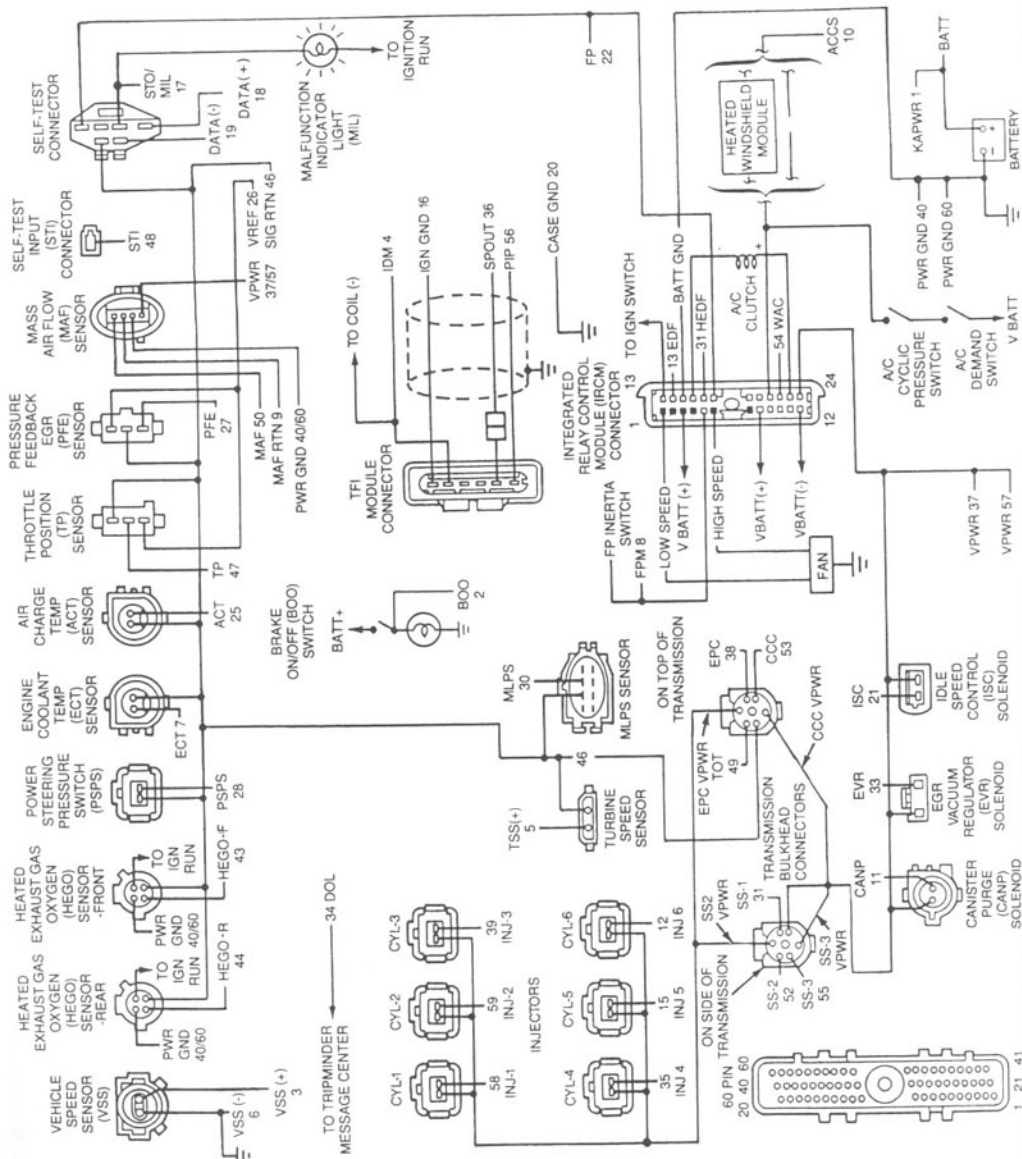 VEHICLE
SPEED
SENSOR
(VSS)
VSS (-)
6
VSS (+)
3
HEATED
EXHAUST GAS
OXYGEN
(HEGO)
SENSOR
-REAR
PWR
GND
40/60
TO
IGN
RUN
HEGO-R
44
HEATED
EXHAUST GAS
OXYGEN
(HEGO)
SENSOR
-FRONT
PWR
GND
40/60
TO
IGN
RUN
HEGO-F
43
POWER
STEERING
PRESSURE
SWITCH
(PSPS)
PSPS
28
ENGINE
COOLANT
TEMP
(ECT)
SENSOR
ECT 7
AIR
CHARGE
TEMP
(ACT)
SENSOR
ACT
25
THROTTLE
POSITION
(TP)
SENSOR
TP
47
PRESSURE
FEEDBACK
EGR
(PFE)
SENSOR
PFE
27
MASS
AIR FLOW
(MAF)
SENSOR
MAF 50
MAF RTN 9
PWR GND 40/60
VPWR
37/57
SELF-TEST
INPUT
(STI)
CONNECTOR
STI
48
VREF 26
SIG RTN 46
SELF-TEST
CONNECTOR
STO/
MIL
17
DATA (-)
19
DATA (+)
18
MALFUNCTION
INDICATOR
LIGHT
(MIL)
TO
IGNITION
RUN
TO TRIPMINDER
MESSAGE CENTER
34 DOL
BRAKE
ON/OFF (BOO)
SWITCH
BATT+
BOO
2
TFI
MODULE
CONNECTOR
TO COIL (-)
IDM 4
IGN GND 16
SPOUT 36
PIP 56
CASE GND 20
FP
22
CYL-1
58
INJ-1
CYL-2
59
INJ-2
CYL-3
39
INJ-3
INJECTORS
CYL-4
35
INJ 4
CYL-5
15
INJ 5
CYL-6
12
INJ 6
TSS(+)
5
TURBINE
SPEED
SENSOR
MLPS
30
MLPS SENSOR
46
ON TOP OF
TRANSMISSION
EPC VPWR
TOT
49
EPC
38
CCC
53
CCC VPWR
TRANSMISSION
BULKHEAD
CONNECTORS
ON SIDE OF
TRANSMISSION
SS2
VPWR
SS-1
31
SS-2
52
SS-3
55
SS-3
VPWR
FP INERTIA
SWITCH
FPM 8
LOW SPEED
V BATT (+)
HIGH SPEED
VBATT(+)
VBATT(-)
FAN
INTEGRATED
RELAY CONTROL
MODULE (IRCM)
CONNECTOR
1
13
12
24
TO IGN SWITCH
13 EDF
BATT GND
31 HEDF
A/C
CLUTCH
+
54 WAC
HEATED
WINDSHIELD
MODULE
ACCS
10
A/C
CYCLIC
PRESSURE
SWITCH
A/C
DEMAND
SWITCH
V BATT
PWR GND 40
PWR GND 60
KAPWR 1
BATT
- +
BATTERY
60 PIN
20 40 60
1 21 41
CANP
11
CANISTER
PURGE
(CANP)
SOLENOID
EVR
33
EGR
VACUUM
REGULATOR
(EVR)
SOLENOID
ISC
21
IDLE
SPEED
CONTROL
(ISC)
SOLENOID
VPWR 37
VPWR 57